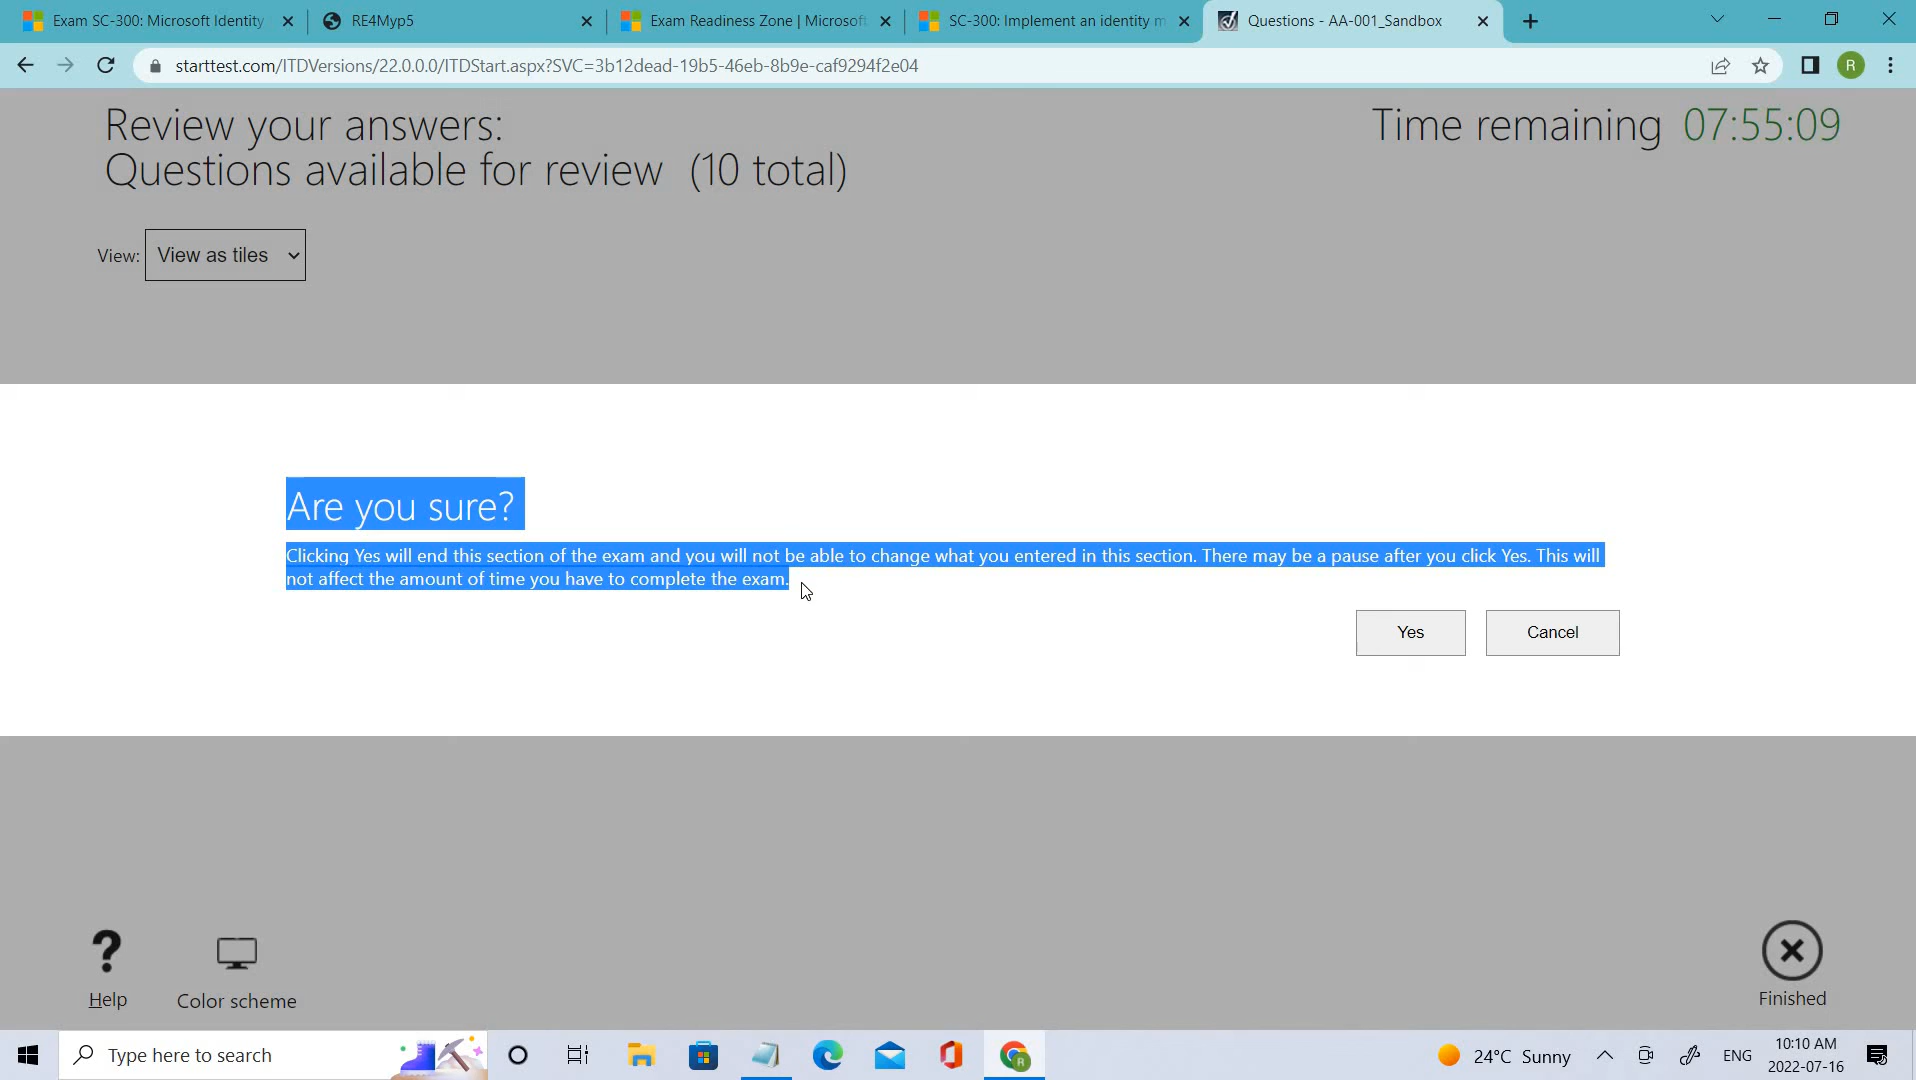 Exam SC-300: Microsoft Identity
RE4Myp5
Exam Readiness Zone | Microsoft
SC-300: Implement an identity m
Questions - AA-001_Sandbox
starttest.com/ITDVersions/22.0.0.0/ITDStart.aspx?SVC=3b12dead-19b5-46eb-8b9e-caf9294f2e04
R
Review your answers:
Questions available for review (10 total)
Time remaining 07:55:09
View: View as tiles
Are you sure?
Clicking Yes will end this section of the exam and you will not be able to change what you entered in this section. There may be a pause after you click Yes. This will
not affect the amount of time you have to complete the exam.
Yes
Cancel
Help
Color scheme
Finished
Type here to search
24°C Sunny
ENG
10:10 AM
2022-07-16